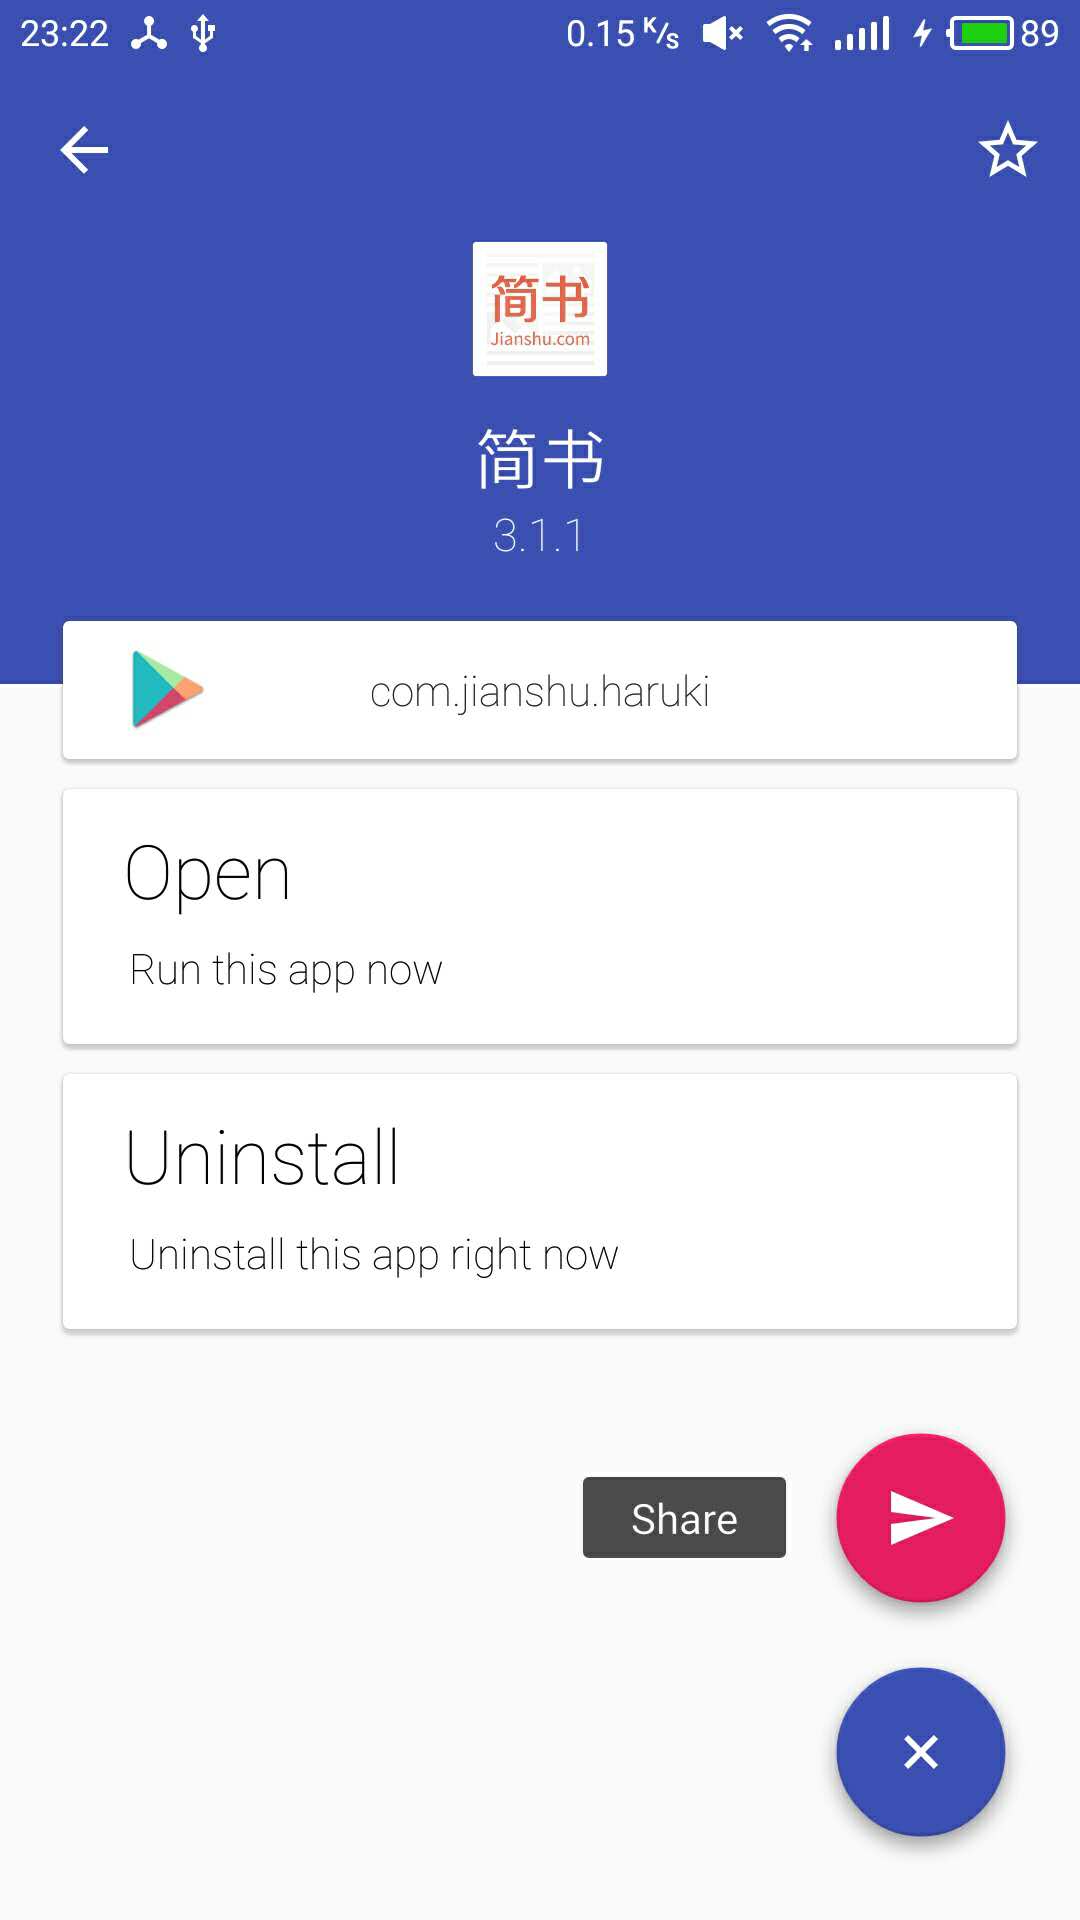 23:22 0.15 K/s 89
简书
Jianshu.com
简书
3.1.1
com.jianshu.haruki
Open
Run this app now
Uninstall
Uninstall this app right now
Share